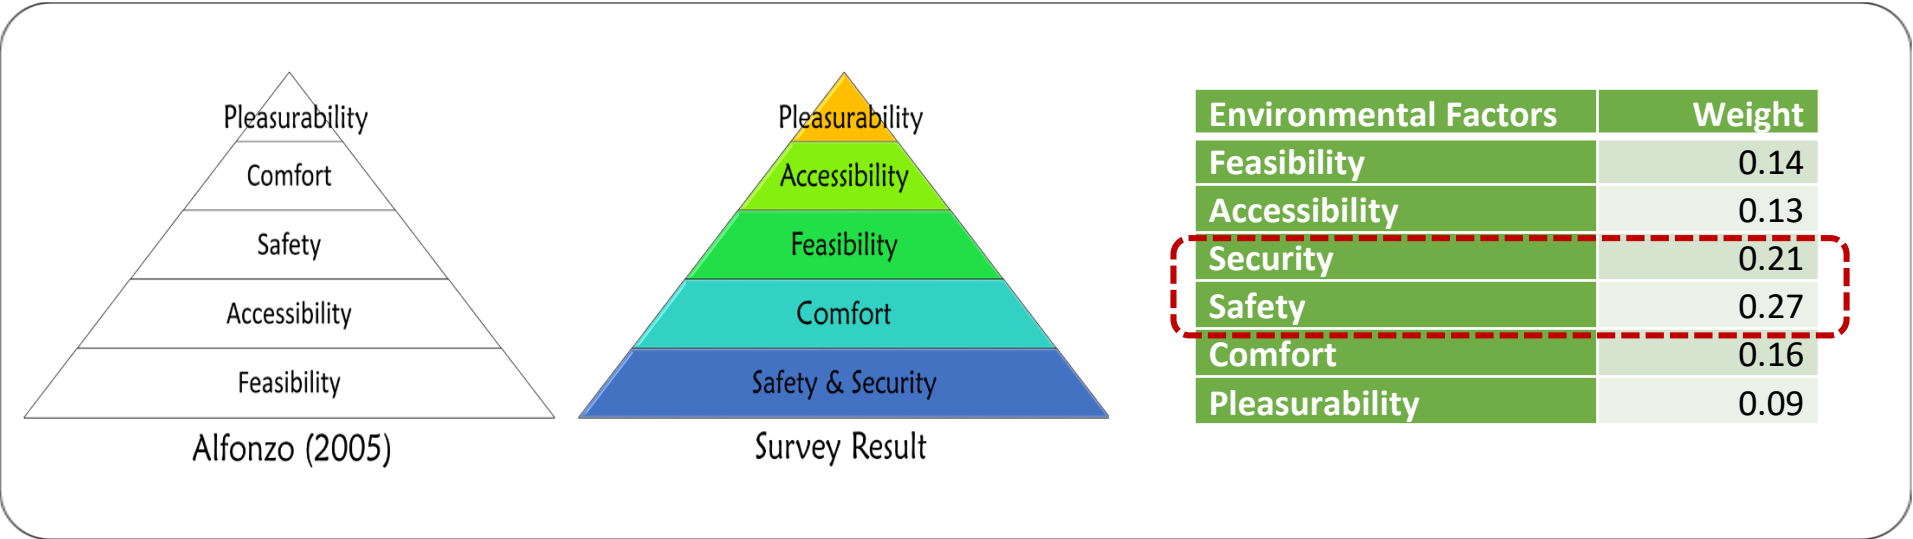 Pleasurability
Comfort
Safety
Accessibility
Feasibility
Alfonzo (2005)
Pleasurability
Accessibility
Feasibility
Comfort
Safety & Security
Survey Result
Environmental Factors Weight
Feasibility 0.14
Accessibility 0.13
Security 0.21
Safety 0.27
Comfort 0.16
Pleasurability 0.09